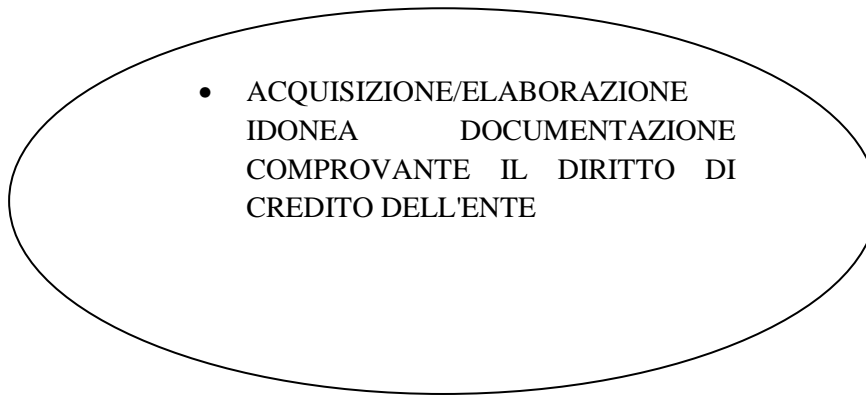 • ACQUISIZIONE/ELABORAZIONE
IDONEA DOCUMENTAZIONE
COMPROVANTE IL DIRITTO DI
CREDITO DELL'ENTE